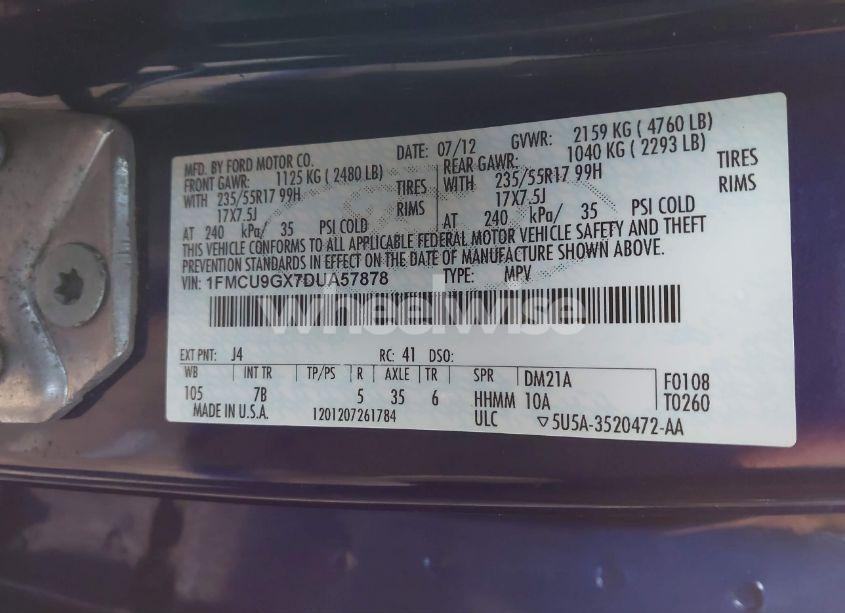 MFD. BY FORD MOTOR CO. DATE: 07/12 GVWR: 2159 KG ( 4760 LB)
FRONT GAWR: 1125 KG ( 2480 LB) REAR GAWR: 1040 KG ( 2293 LB)
WITH 235/55R17 99H TIRES WITH 235/55R17 99H TIRES
17X7.5J RIMS 17X7.5J RIMS
AT 240 kPa/ 35 PSI COLD AT 240 kPa/ 35 PSI COLD
THIS VEHICLE CONFORMS TO ALL APPLICABLE FEDERAL MOTOR VEHICLE SAFETY AND THEFT
PREVENTION STANDARDS IN EFFECT ON THE DATE OF MANUFACTURE SHOWN ABOVE.
VIN: 1FMCU9GX7DUA57878 TYPE: MPV
wheelwise
EXT PNT: J4 RC: 41 DSO:
WB INT TR TP/PS R AXLE TR SPR DM21A F0108
105 7B 5 35 6 HHMM 10A T0260
MADE IN U.S.A. 1201207261784 ULC ▽5U5A-3520472-AA